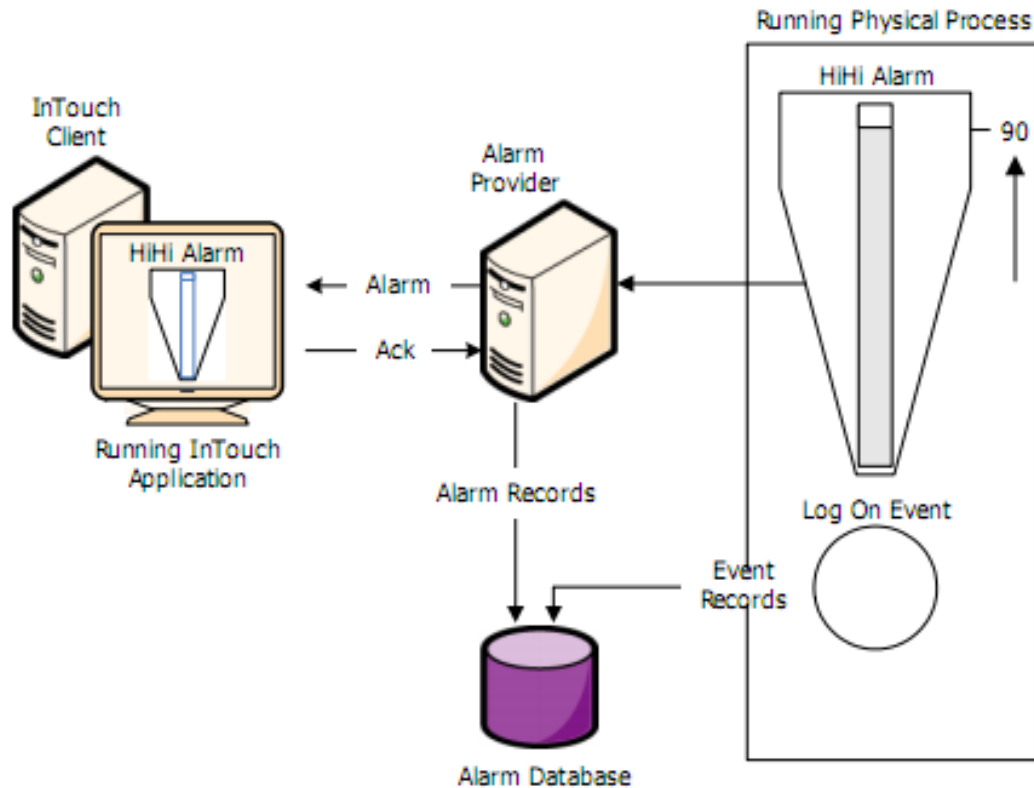 Running Physical Process
HiHi Alarm
90
InTouch
Client
Alarm
Provider
HiHi Alarm
Alarm
Ack
Running InTouch
Application
Alarm Records
Log On Event
Event
Records
Alarm Database